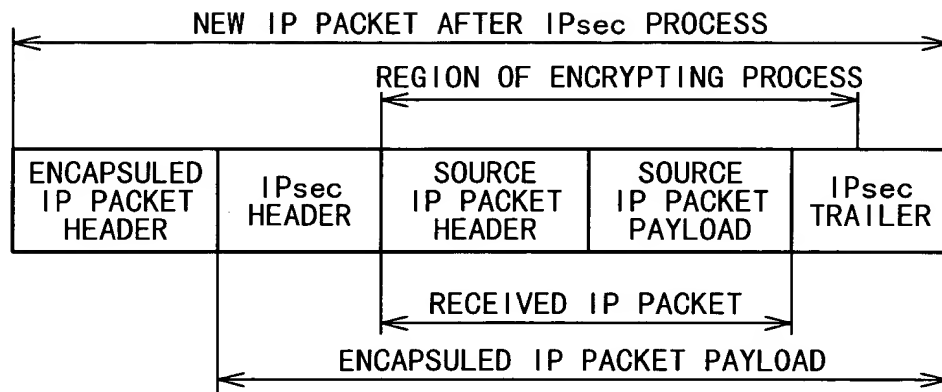 NEW IP PACKET AFTER IPsec PROCESS
REGION OF ENCRYPTING PROCESS
ENCAPSULED
IP PACKET
HEADER
IPsec
HEADER
SOURCE
IP PACKET
HEADER
SOURCE
IP PACKET
PAYLOAD
IPsec
TRAILER
RECEIVED IP PACKET
ENCAPSULED IP PACKET PAYLOAD